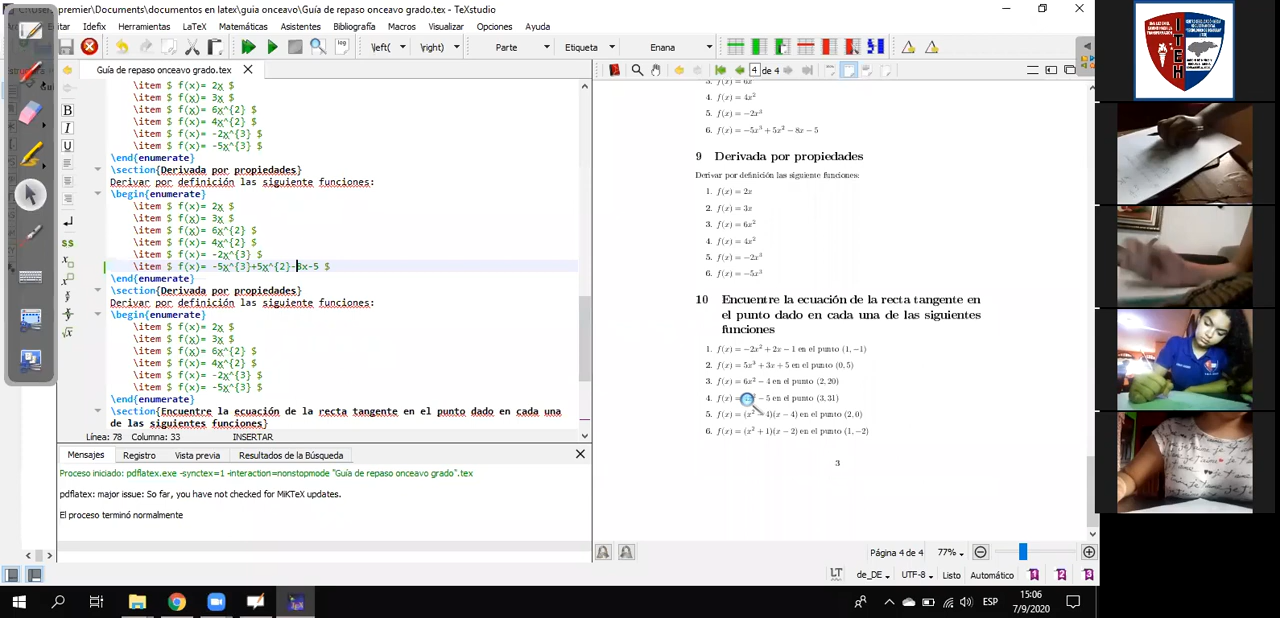 C:\Users\premier\Documents\documentos en latex\guia onceavo\Guía de repaso onceavo grado.tex - TeXstudio
Editar Idefix Herramientas LaTeX Matemáticas Asistentes Bibliografía Macros Visualizar Opciones Ayuda
log \left( \right) Parte Etiqueta Enana
4 de 4
Guía de repaso onceavo grado.tex
\item $ f(x)= 2x $
\item $ f(x)= 3x $
\item $ f(x)= 6x^{2} $
\item $ f(x)= 4x^{2} $
\item $ f(x)= -2x^{3} $
\item $ f(x)= -5x^{3} $
\end{enumerate}
\section{Derivada por propiedades}
Derivar por definición las siguiente funciones:
\begin{enumerate}
\item $ f(x)= 2x $
\item $ f(x)= 3x $
\item $ f(x)= 6x^{2} $
\item $ f(x)= 4x^{2} $
\item $ f(x)= -2x^{3} $
\item $ f(x)= -5x^{3}+5x^{2}-8x-5 $
\end{enumerate}
\section{Derivada por propiedades}
Derivar por definición las siguiente funciones:
\begin{enumerate}
\item $ f(x)= 2x $
\item $ f(x)= 3x $
\item $ f(x)= 6x^{2} $
\item $ f(x)= 4x^{2} $
\item $ f(x)= -2x^{3} $
\item $ f(x)= -5x^{3} $
\end{enumerate}
\section{Encuentre la ecuación de la recta tangente en el punto dado en cada una
de las siguientes funciones}
Línea: 78 Columna: 33 INSERTAR
Mensajes Registro Vista previa Resultados de la Búsqueda
Proceso iniciado: pdflatex.exe -synctex=1 -interaction=nonstopmode "Guía de repaso onceavo grado".tex
pdflatex: major issue: So far, you have not checked for MiKTeX updates.
El proceso terminó normalmente
4. f(x) = 4x²
5. f(x) = −2x³
6. f(x) = −5x³ + 5x² − 8x − 5
9 Derivada por propiedades
Derivar por definición las siguiente funciones:
1. f(x) = 2x
2. f(x) = 3x
3. f(x) = 6x²
4. f(x) = 4x²
5. f(x) = −2x³
6. f(x) = −5x³
10 Encuentre la ecuación de la recta tangente en
el punto dado en cada una de las siguientes
funciones
1. f(x) = −2x² + 2x − 1 en el punto (1, −1)
2. f(x) = 5x³ + 3x + 5 en el punto (0, 5)
3. f(x) = 6x² − 4 en el punto (2, 20)
4. f(x) = − 5 en el punto (3, 31)
5. f(x) = (x² − 4)(x − 4) en el punto (2, 0)
6. f(x) = (x² + 1)(x − 2) en el punto (1, −2)
3
Página 4 de 4 77%
LT de_DE UTF-8 Listo Automático 1 2 3
ITEH
ESP
15:06
7/9/2020